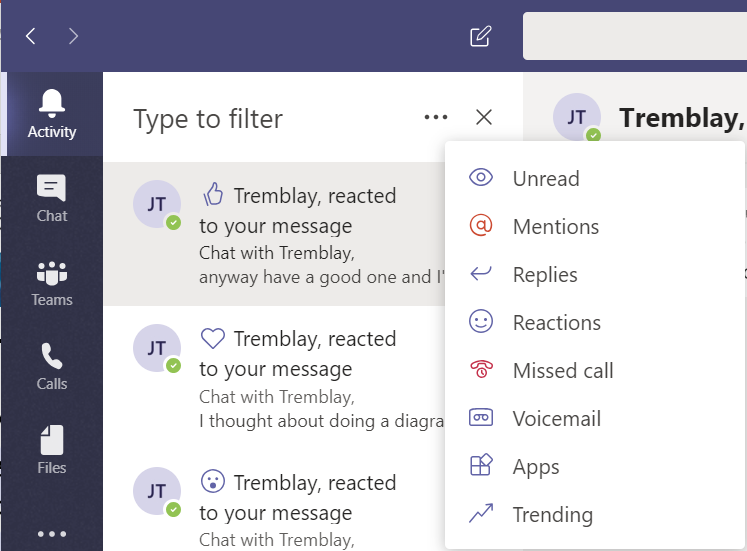 Activity
Chat
Teams
Calls
Files
Type to filter
JT
Tremblay, reacted
to your message
Chat with Tremblay,
anyway have a good one and I'
JT
Tremblay, reacted
to your message
Chat with Tremblay,
I thought about doing a diagra
JT
Tremblay, reacted
to your message
Chat with Tremblay,
JT
Tremblay,
Unread
Mentions
Replies
Reactions
Missed call
Voicemail
Apps
Trending